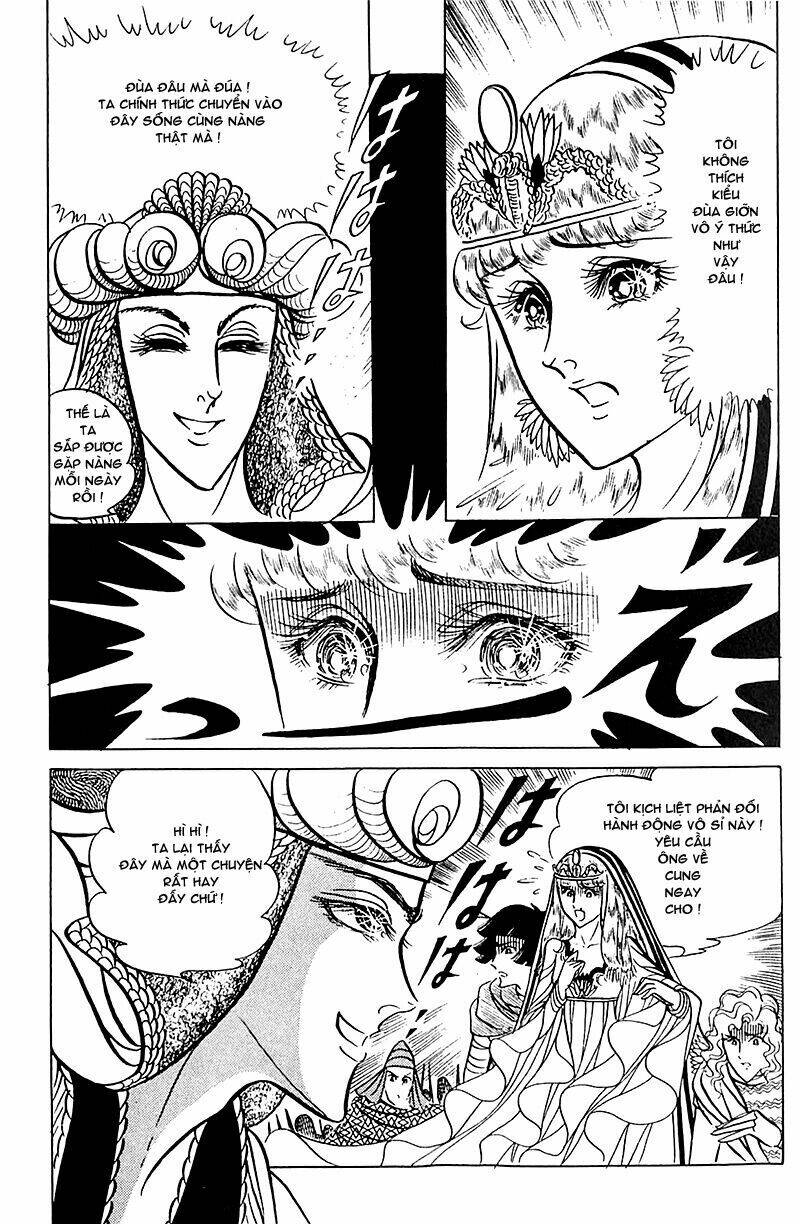 TÔI
KHÔNG
THÍCH
KIỂU
ĐÙA GIỠN
VÔ Ý THỨC
NHƯ
VẬY
ĐÂU !
ĐÙA ĐÂU MÀ ĐÚA !
TA CHÍNH THỨC CHUYỂN VÀO
ĐÂY SỐNG CÙNG NÀNG
THẬT MÀ !
はははは
THẾ LÀ
TA
SẮP ĐƯỢC
GẶP NÀNG
MỖI NGÀY
RỒI !
えーっ
TÔI KỊCH LIỆT PHẢN ĐỐI
HÀNH ĐỘNG VÔ SỈ NÀY !
YÊU CẦU
ÔNG VỀ
CUNG
NGAY
CHO !
はははは
HÌ HÌ !
TA LẠI THẤY
ĐÂY MÀ MỘT CHUYỆN
RẤT HAY
ĐẤY CHỨ !